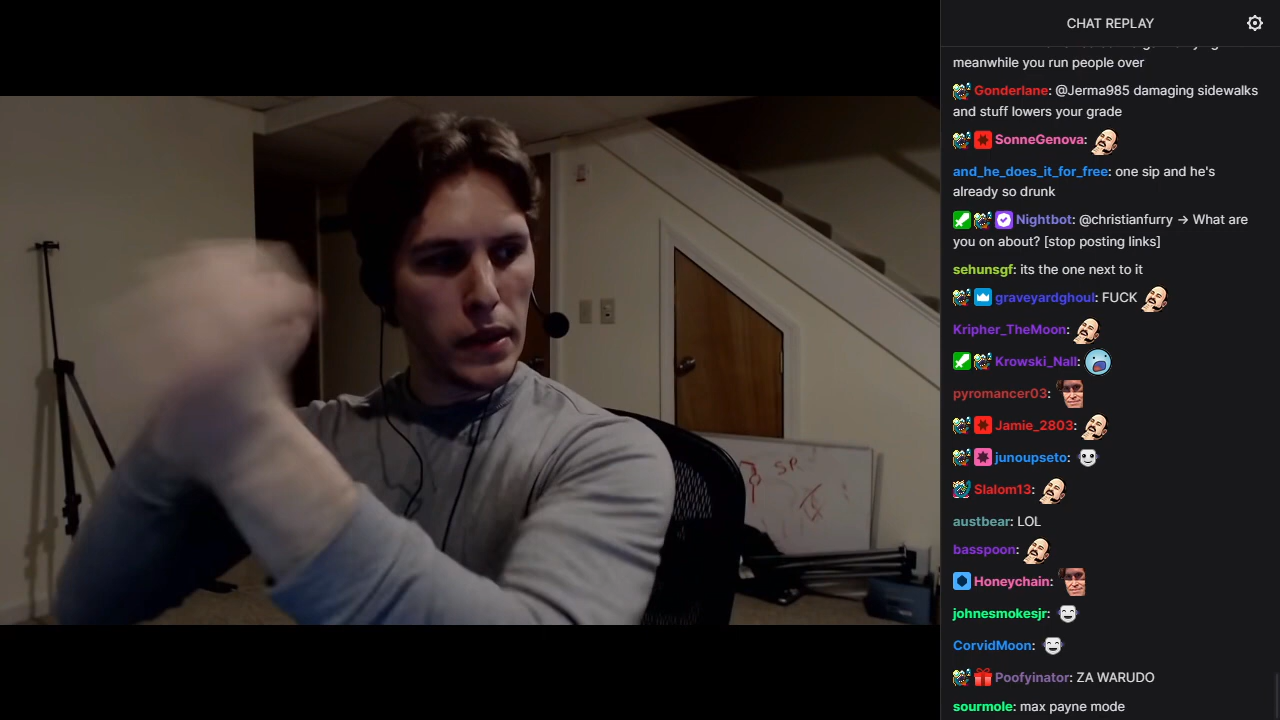 CHAT REPLAY
meanwhile you run people over
Gonderlane: @Jerma985 damaging sidewalks
and stuff lowers your grade
SonneGenova:
and_he_does_it_for_free: one sip and he's
already so drunk
Nightbot: @christianfurry → What are
you on about? [stop posting links]
sehunsgf: its the one next to it
graveyardghoul: FUCK
Kripher_TheMoon:
Krowski_Nall:
pyromancer03:
Jamie_2803:
junoupseto:
Slalom13:
austbear: LOL
basspoon:
Honeychain:
johnesmokesjr:
CorvidMoon:
Poofyinator: ZA WARUDO
sourmole: max payne mode